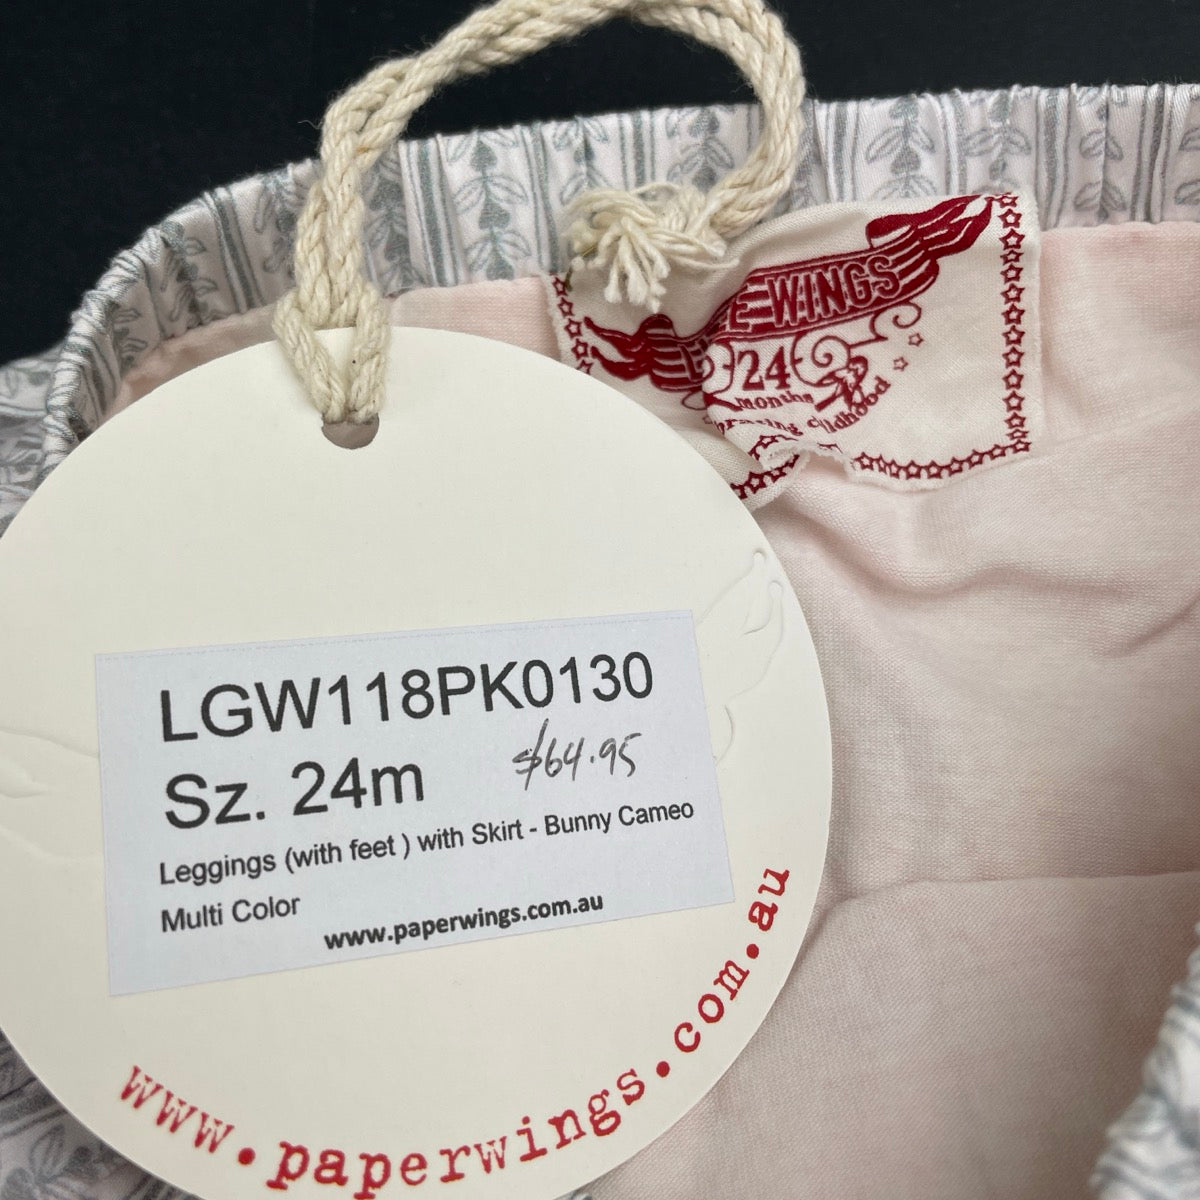 WINGS
24
months
LGW118PK0130
Sz. 24m
$64.95
Leggings (with feet ) with Skirt - Bunny Cameo
Multi Color
www.paperwings.com.au
www.paperwings.com.au